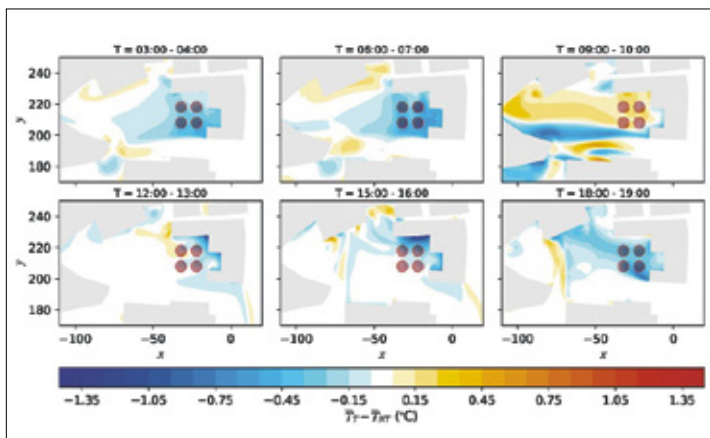 T = 03:00 - 04:00 T = 06:00 - 07:00 T = 09:00 - 10:00
240
220
200
180
y
T = 12:00 - 13:00 T = 15:00 - 16:00 T = 18:00 - 19:00
240
220
200
180
y
−100 −50 0 −100 −50 0 −100 −50 0
x x x
−1.35 −1.05 −0.75 −0.45 −0.15 0.15 0.45 0.75 1.05 1.35
T_T − T_NT (°C)